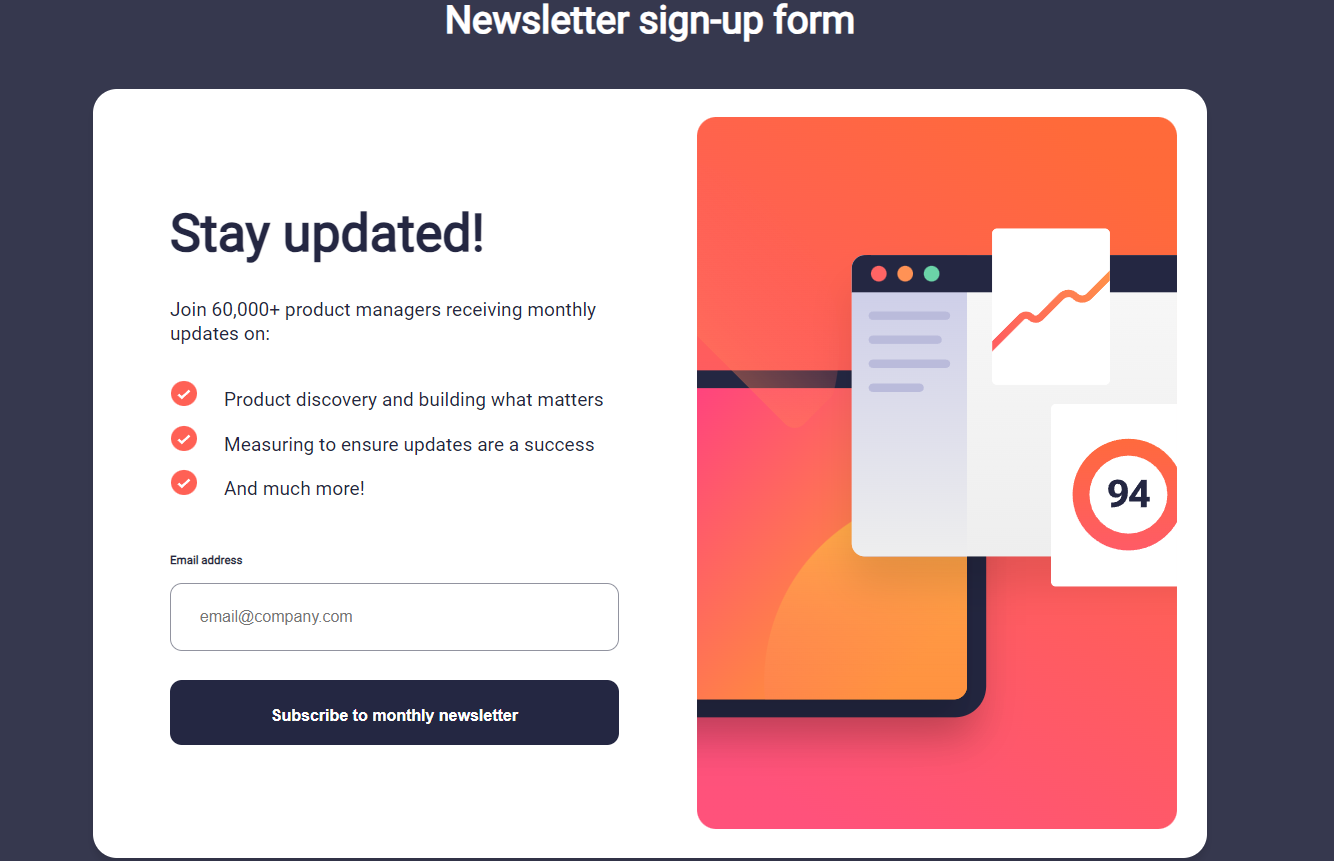 Newsletter sign-up form
Stay updated!
Join 60,000+ product managers receiving monthly
updates on:
Product discovery and building what matters
Measuring to ensure updates are a success
And much more!
Email address
email@company.com
Subscribe to monthly newsletter
94